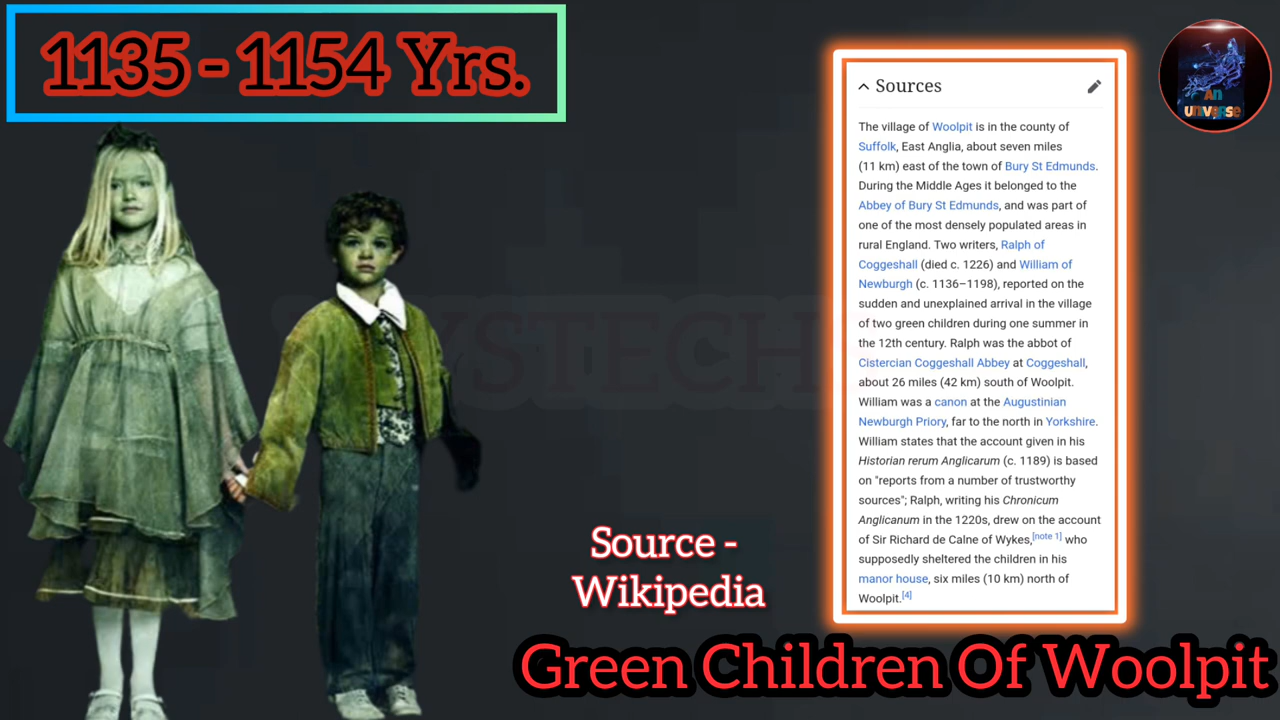 1135 - 1154 Yrs.
An
Universe
Sources
The village of Woolpit is in the county of
Suffolk, East Anglia, about seven miles
(11 km) east of the town of Bury St Edmunds.
During the Middle Ages it belonged to the
Abbey of Bury St Edmunds, and was part of
one of the most densely populated areas in
rural England. Two writers, Ralph of
Coggeshall (died c. 1226) and William of
Newburgh (c. 1136–1198), reported on the
sudden and unexplained arrival in the village
of two green children during one summer in
the 12th century. Ralph was the abbot of
Cistercian Coggeshall Abbey at Coggeshall,
about 26 miles (42 km) south of Woolpit.
William was a canon at the Augustinian
Newburgh Priory, far to the north in Yorkshire.
William states that the account given in his
Historian rerum Anglicarum (c. 1189) is based
on "reports from a number of trustworthy
sources"; Ralph, writing his Chronicum
Anglicanum in the 1220s, drew on the account
of Sir Richard de Calne of Wykes,[note 1] who
supposedly sheltered the children in his
manor house, six miles (10 km) north of
Woolpit.[4]
Source -
Wikipedia
Green Children Of Woolpit